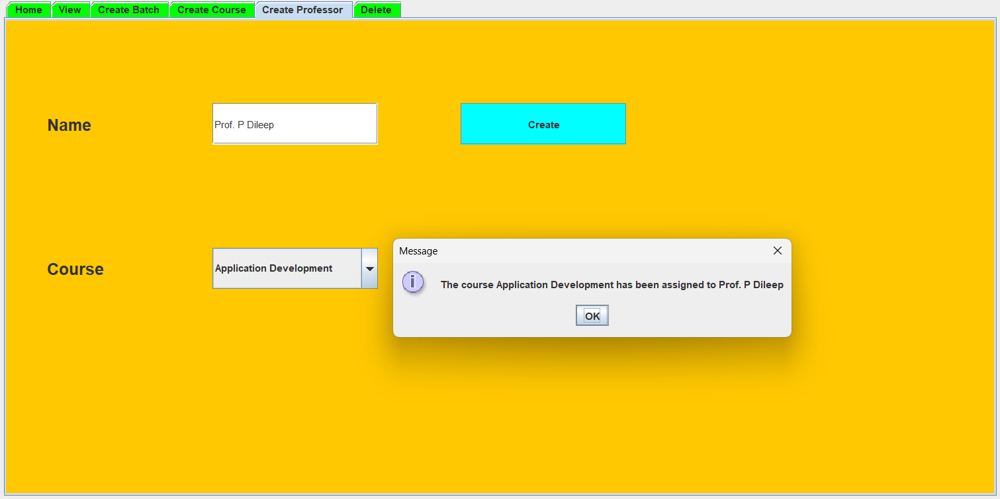 Home View Create Batch Create Course Create Professor Delete
Name
Prof. P Dileep
Create
Course
Application Development
Message
i
The course Application Development has been assigned to Prof. P Dileep
OK